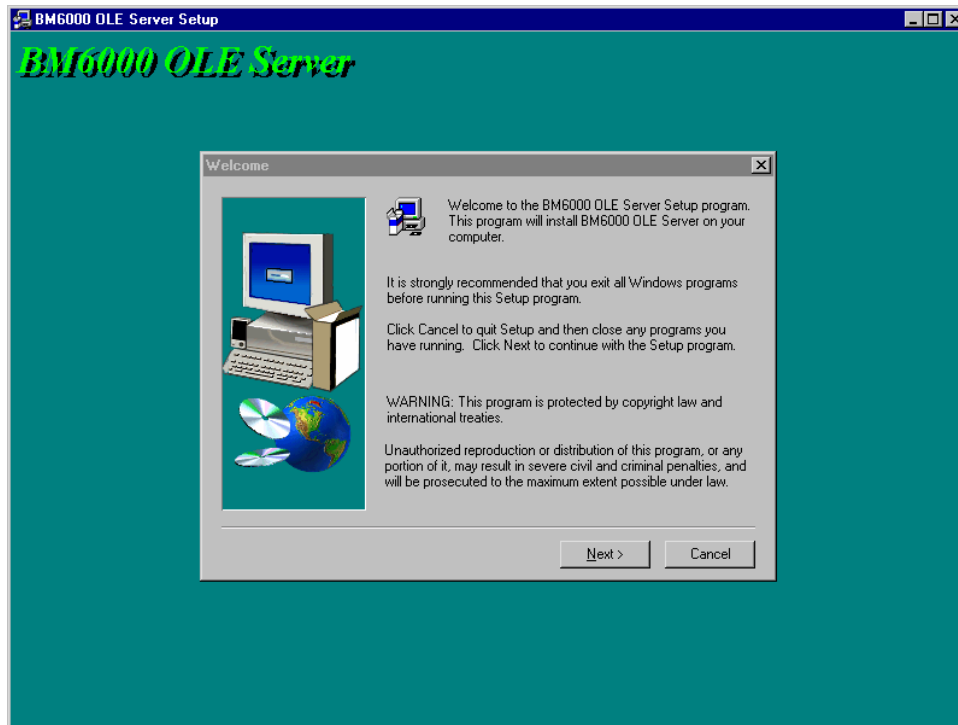 BM6000 OLE Server Setup
BM6000 OLE Server
Welcome
Welcome to the BM6000 OLE Server Setup program.
This program will install BM6000 OLE Server on your
computer.
It is strongly recommended that you exit all Windows programs
before running this Setup program.
Click Cancel to quit Setup and then close any programs you
have running.  Click Next to continue with the Setup program.
WARNING: This program is protected by copyright law and
international treaties.
Unauthorized reproduction or distribution of this program, or any
portion of it, may result in severe civil and criminal penalties, and
will be prosecuted to the maximum extent possible under law.
Next >
Cancel